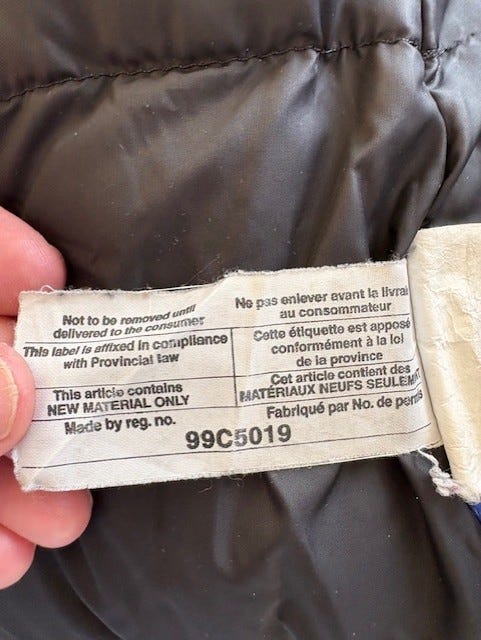 Not to be removed until
delivered to the consumer
This label is affixed in compliance
with Provincial law
This article contains
NEW MATERIAL ONLY
Made by reg. no.
Ne pas enlever avant la livrai
au consommateur
Cette étiquette est apposé
conformément à la loi
de la province
Cet article contient des
MATÉRIAUX NEUFS SEULEM
Fabriqué par No. de permis
99C5019